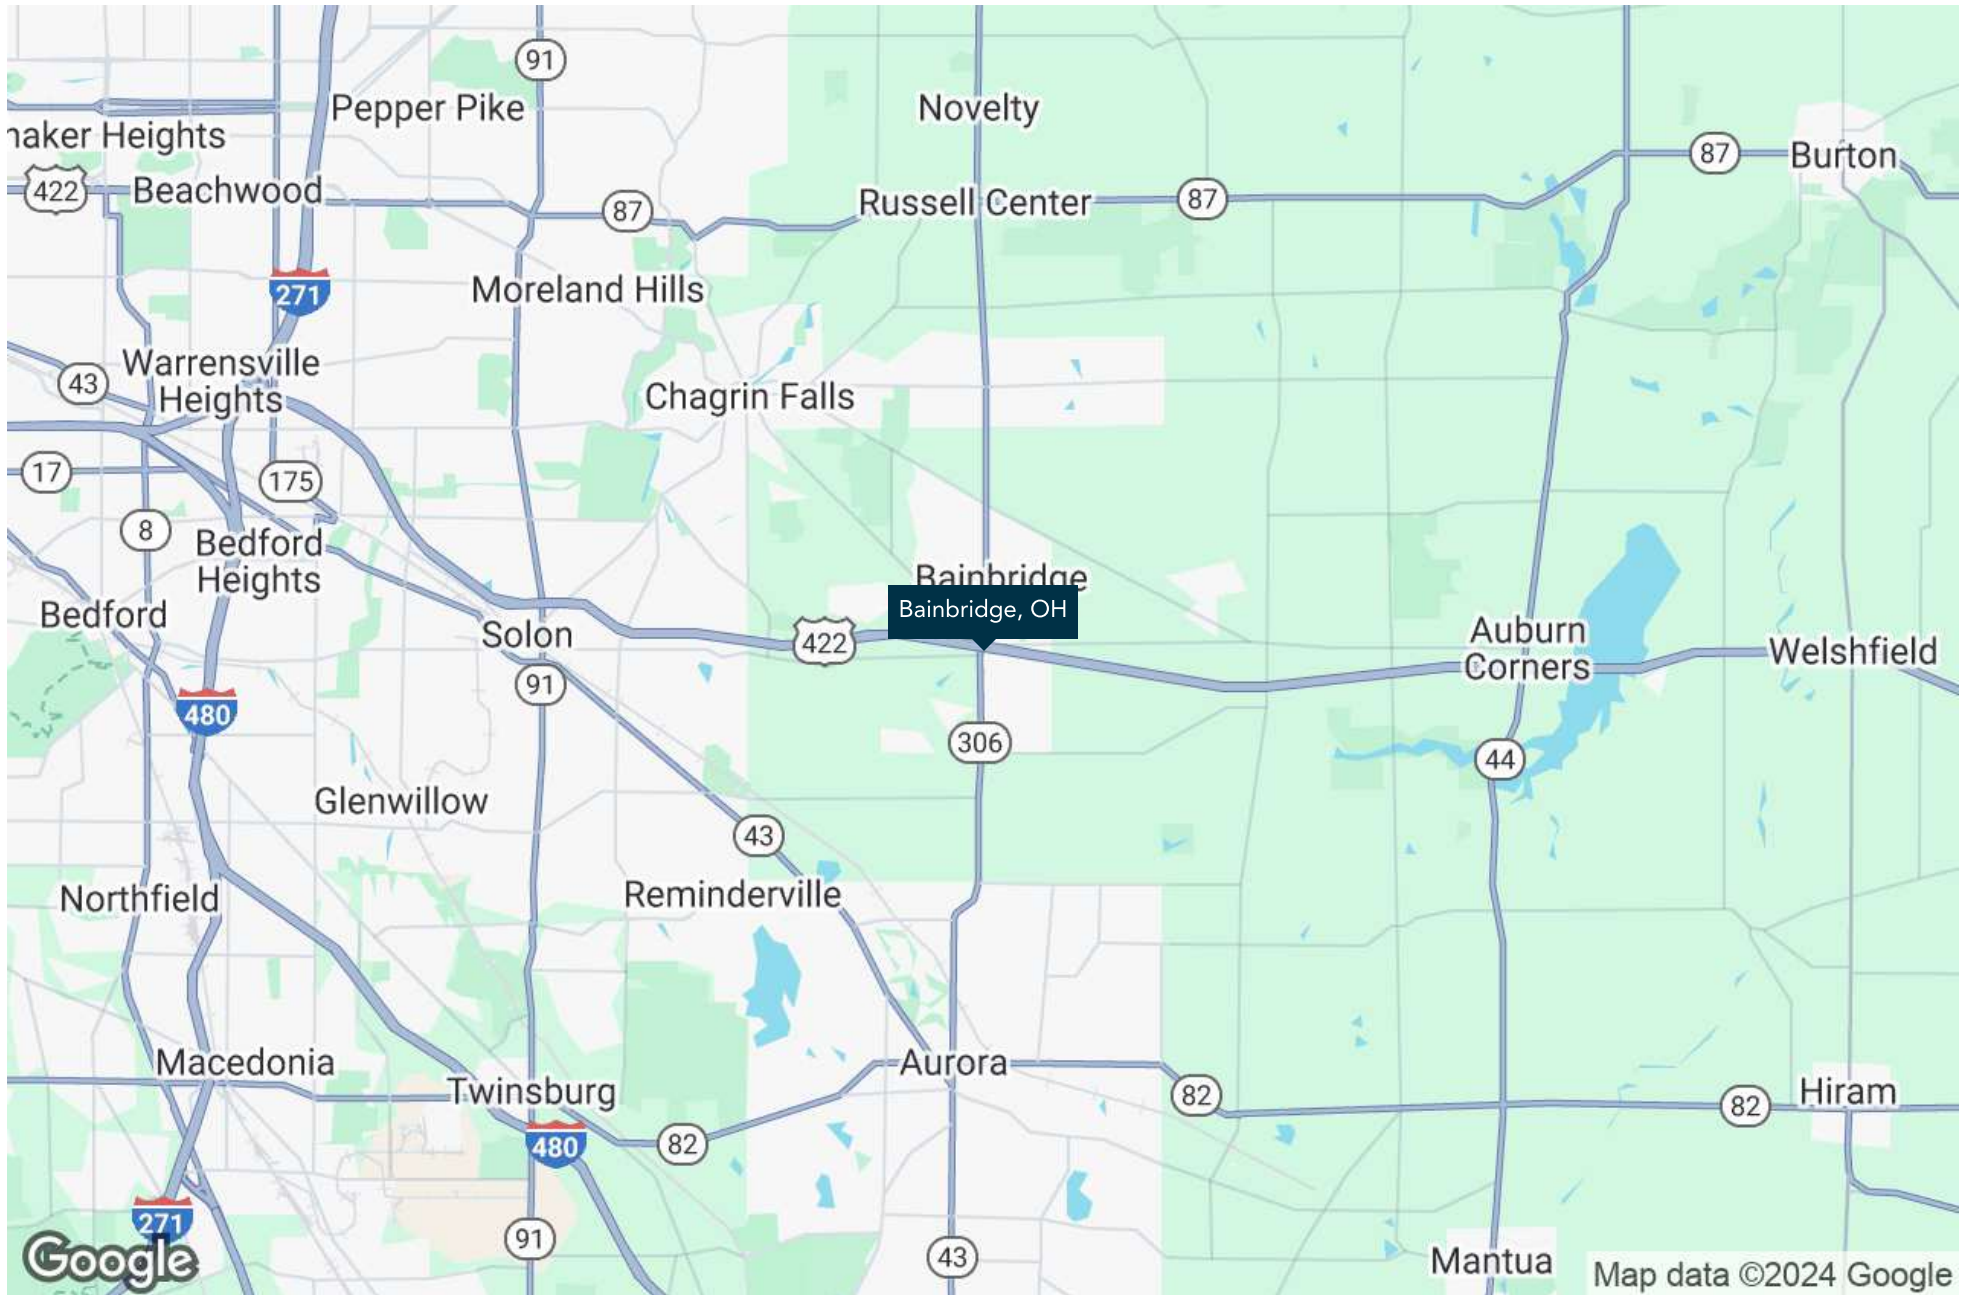 91
Pepper Pike
Novelty
naker Heights
87
Burton
422
Beachwood
87
Russell Center
87
271
Moreland Hills
Warrensville
Heights
43
Chagrin Falls
17
175
8
Bedford
Heights
Bainbridge
Bainbridge, OH
Bedford
Solon
422
Auburn
Corners
Welshfield
91
480
306
44
Glenwillow
43
Northfield
Reminderville
Macedonia
Twinsburg
Aurora
82
82
Hiram
480
82
271
91
43
Google
Mantua
Map data ©2024 Google